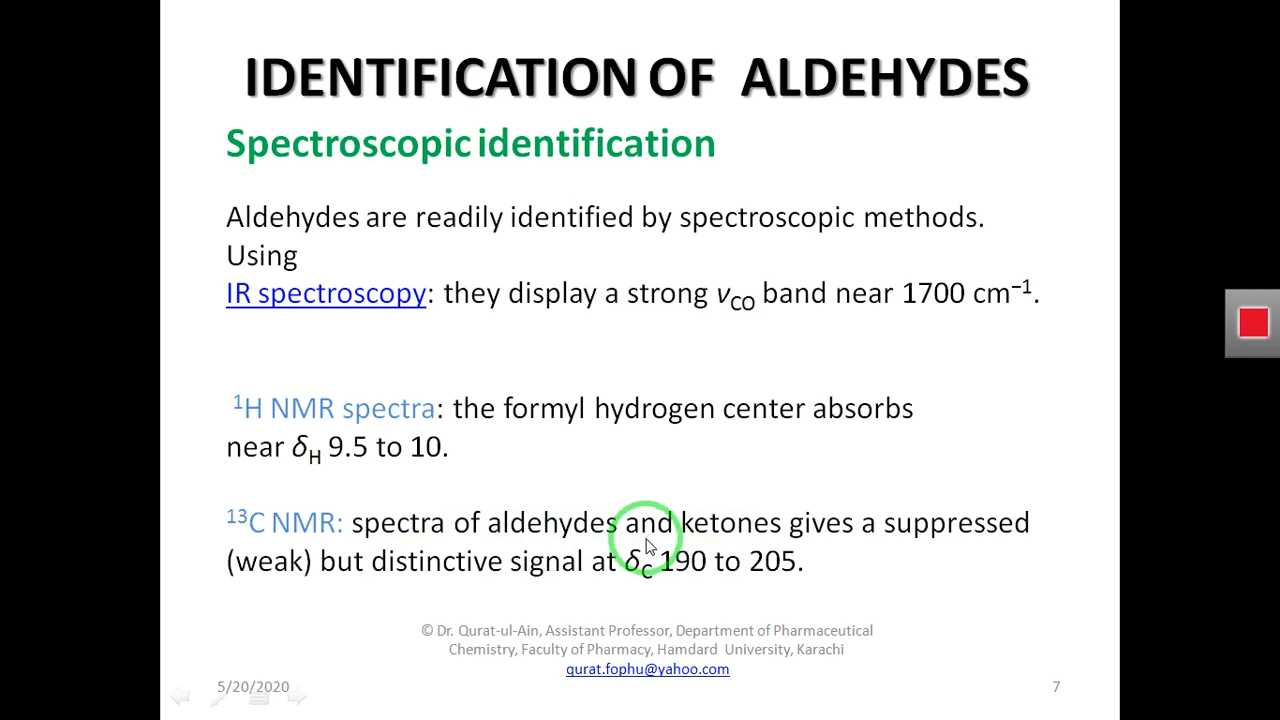 IDENTIFICATION OF ALDEHYDES
Spectroscopic identification
Aldehydes are readily identified by spectroscopic methods.
Using
IR spectroscopy: they display a strong νCO band near 1700 cm⁻¹.
¹H NMR spectra: the formyl hydrogen center absorbs
near δH 9.5 to 10.
¹³C NMR: spectra of aldehydes and ketones gives a suppressed
(weak) but distinctive signal at δC 190 to 205.
© Dr. Qurat-ul-Ain, Assistant Professor, Department of Pharmaceutical
Chemistry, Faculty of Pharmacy, Hamdard University, Karachi
qurat.fophu@yahoo.com
5/20/2020
7